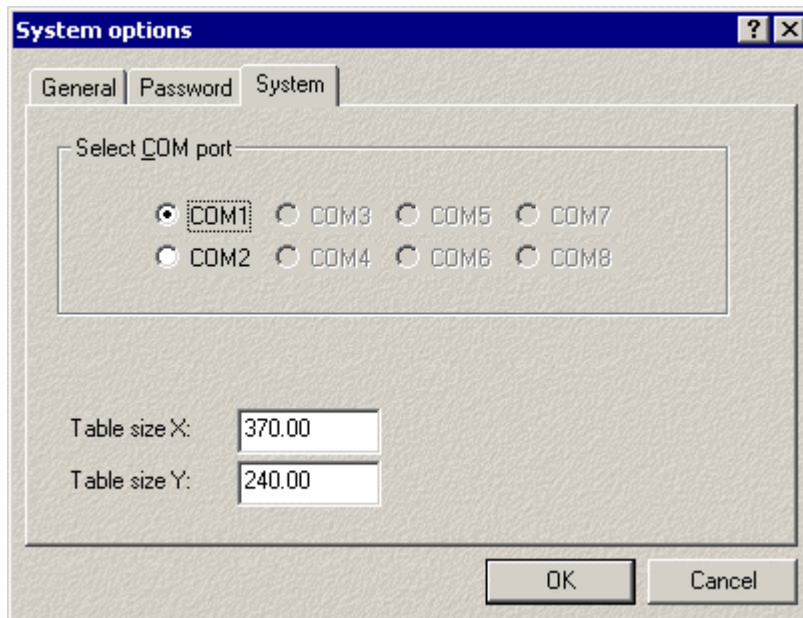 System options
General Password System
Select COM port
COM1 COM3 COM5 COM7
COM2 COM4 COM6 COM8
Table size X: 370.00
Table size Y: 240.00
OK Cancel